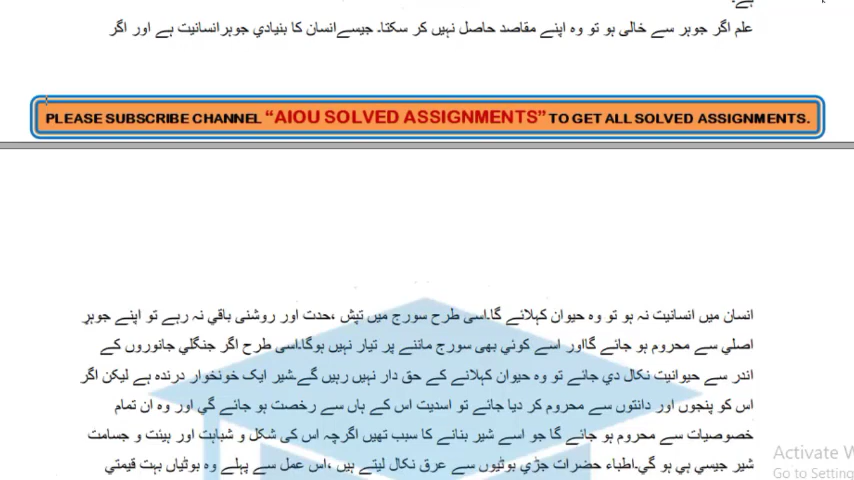 ہے۔
علم اگر جوہر سے خالی ہو تو وہ اپنے مقاصد حاصل نہیں کر سکتا۔ جیسےانسان کا بنیادي جوہرانسانیت ہے اور اگر
PLEASE SUBSCRIBE CHANNEL “AIOU SOLVED ASSIGNMENTS” TO GET ALL SOLVED ASSIGNMENTS.
انسان میں انسانیت نہ ہو تو وہ حیوان کہلائے گا۔اسی طرح سورج میں تپش ،حدت اور روشنی باقي نہ رہے تو اپنے جوہرِ
اصلي سے محروم ہو جائے گااور اسے کوئي بھی سورج ماننے پر تیار نہیں ہوگا۔اسی طرح اگر جنگلي جانوروں کے
اندر سے حیوانیت نکال دي جائے تو وہ حیوان کہلانے کے حق دار نہیں رہیں گے۔شیر ایک خونخوار درندہ ہے لیکن اگر
اس کو پنجوں اور دانتوں سے محروم کر دیا جائے تو اسدیت اس کے ہاں سے رخصت ہو جائے گي اور وہ ان تمام
خصوصیات سے محروم ہو جائے گا جو اسے شیر بنانے کا سبب تھیں اگرچہ اس کی شکل و شباہت اور ہیئت و جسامت
شیر جیسي ہي ہو گي۔اطباء حضرات جڑي بوٹیوں سے عرق نکال لیتے ہیں ،اس عمل سے پہلے وہ بوٹیاں بہت قیمتي
Activate W
Go to Setting